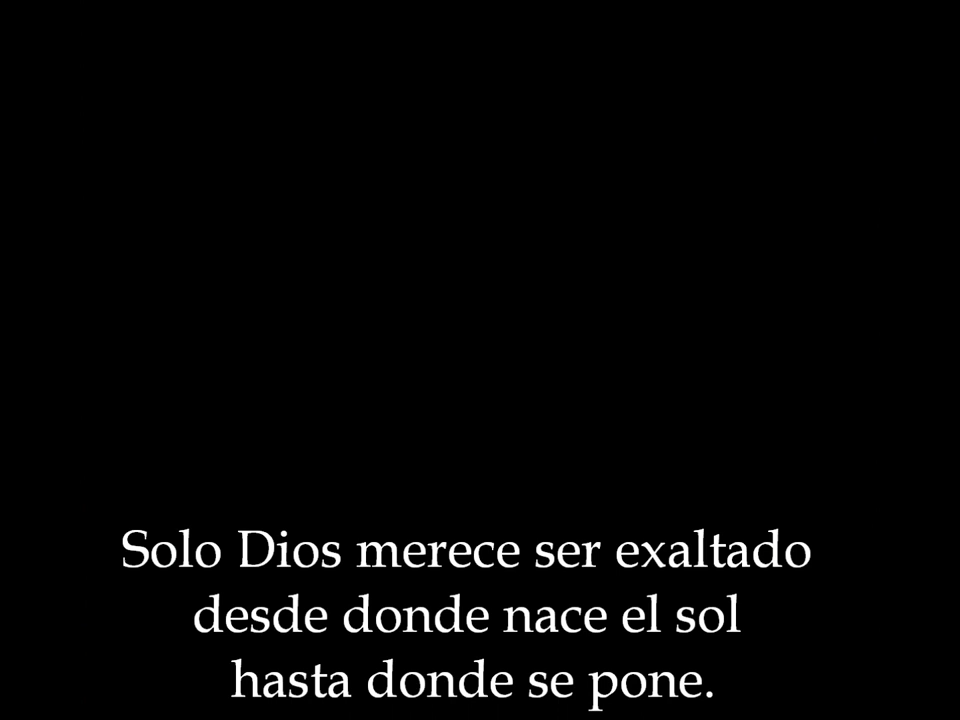 Solo Dios merece ser exaltado
desde donde nace el sol
hasta donde se pone.